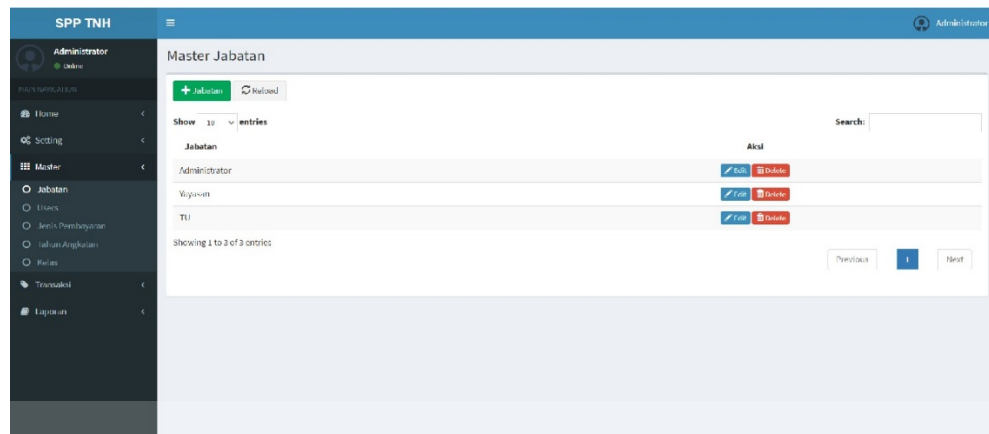 SPP TNH
Administrator
Administrator
Online
MAIN NAVIGATION
Home
Setting
Master
Jabatan
Users
Jenis Pembayaran
Tahun Angkatan
Kelas
Transaksi
Laporan
Master Jabatan
Jabatan Reload
Show 10 entries Search:
Jabatan Aksi
Administrator Edit Delete
Yayasan Edit Delete
TU Edit Delete
Showing 1 to 3 of 3 entries
Previous 1 Next